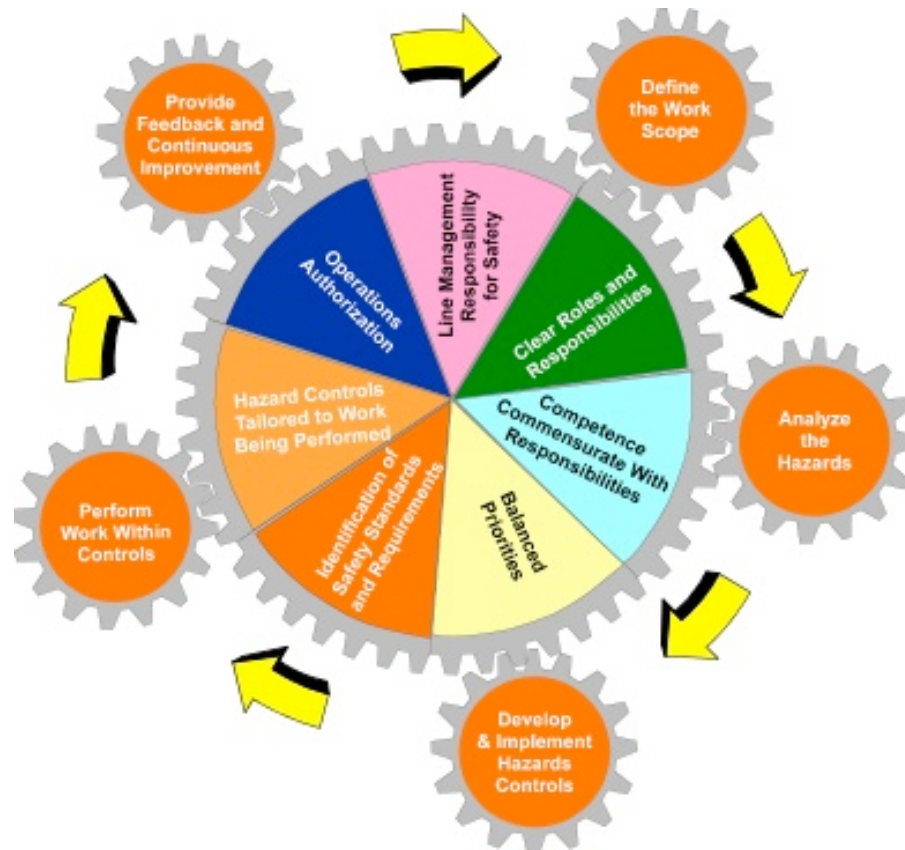 Provide
Feedback and
Continuous
Improvement
Define
the Work
Scope
Line Management
Responsibility
for Safety
Operations
Authorization
Clear Roles and
Responsibilities
Hazard Controls
Tailored to Work
Being Performed
Competence
Commensurate With
Responsibilities
Analyze
the
Hazards
Identification of
Safety Standards
and Requirements
Balanced
Priorities
Perform
Work Within
Controls
Develop
& Implement
Hazards
Controls